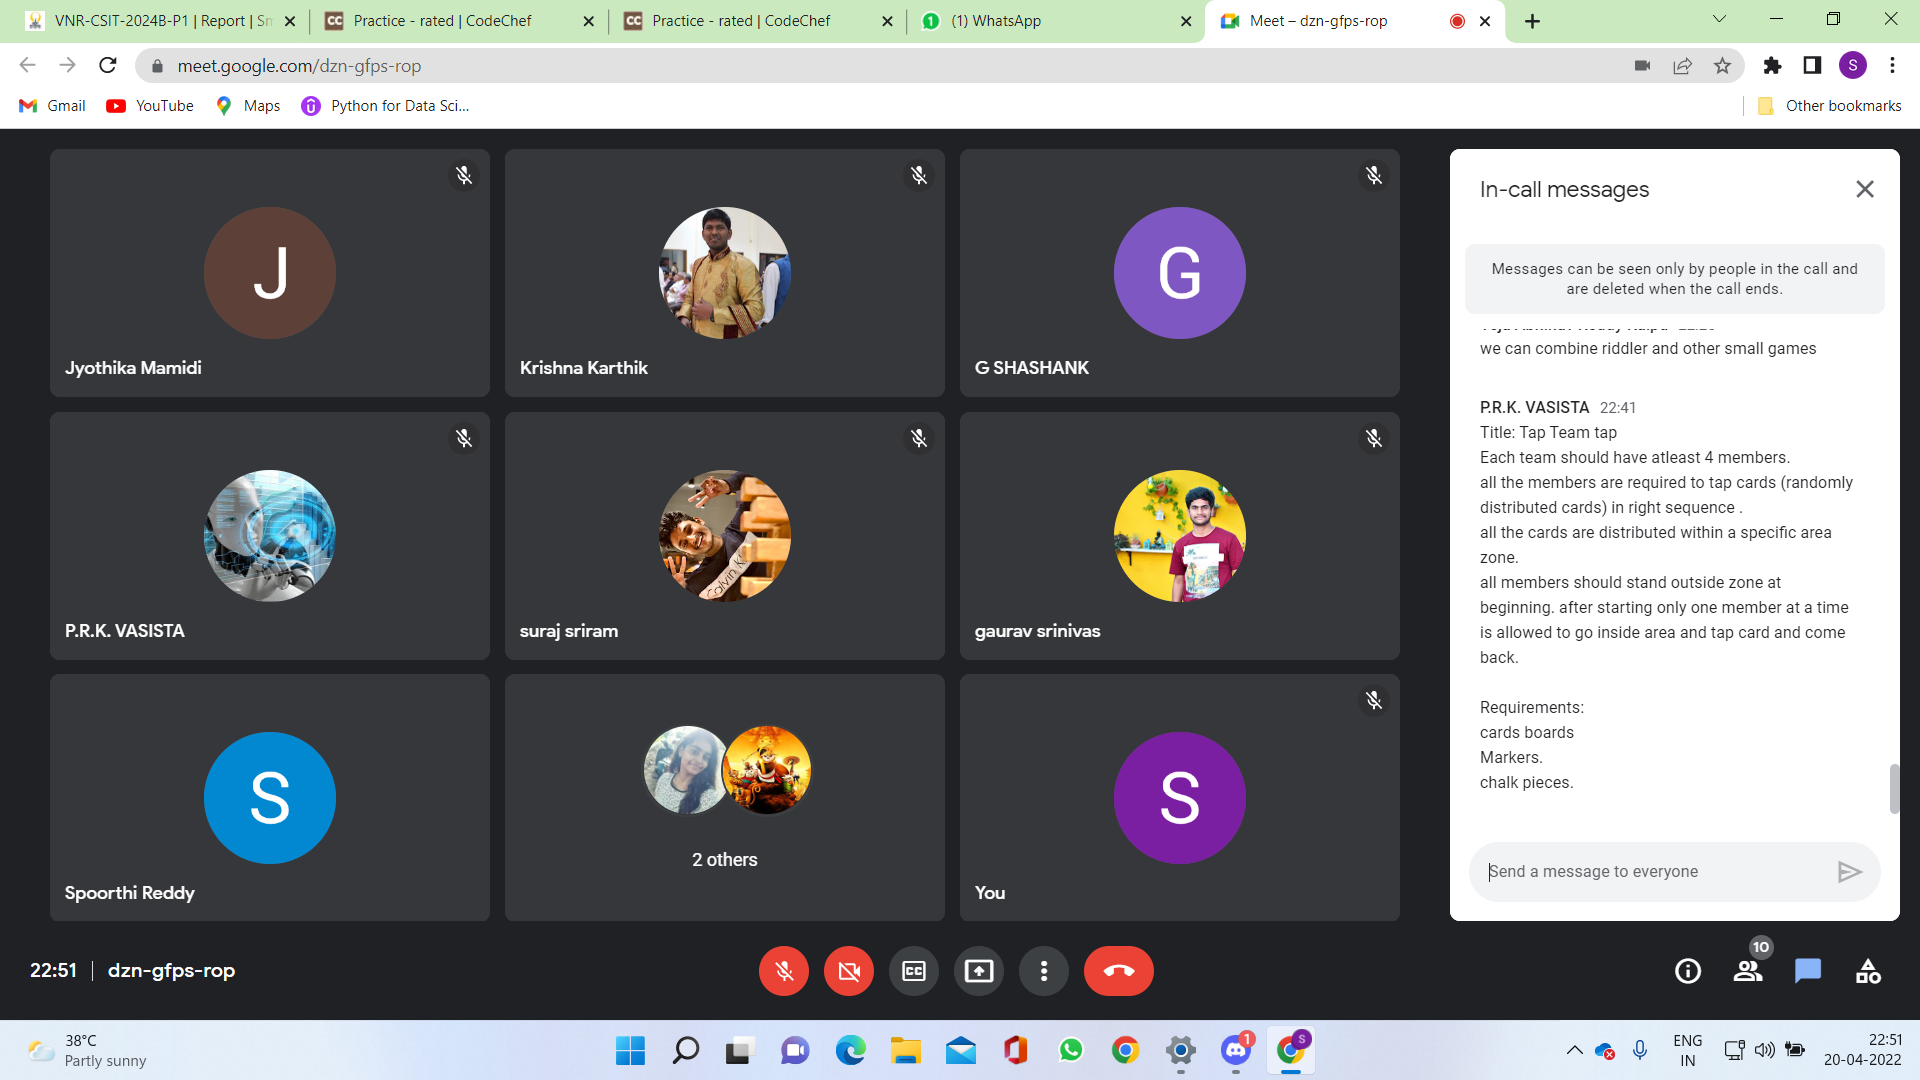 VNR-CSIT-2024B-P1 | Report | Sm
Practice - rated | CodeChef
Practice - rated | CodeChef
(1) WhatsApp
Meet – dzn-gfps-rop
meet.google.com/dzn-gfps-rop
S
Gmail
YouTube
Maps
Python for Data Sci...
Other bookmarks
J
Jyothika Mamidi
Krishna Karthik
G
G SHASHANK
P.R.K. VASISTA
suraj sriram
gaurav srinivas
S
Spoorthi Reddy
2 others
S
You
In-call messages
Messages can be seen only by people in the call and
are deleted when the call ends.
we can combine riddler and other small games
P.R.K. VASISTA 22:41
Title: Tap Team tap
Each team should have atleast 4 members.
all the members are required to tap cards (randomly
distributed cards) in right sequence .
all the cards are distributed within a specific area
zone.
all members should stand outside zone at
beginning. after starting only one member at a time
is allowed to go inside area and tap card and come
back.
Requirements:
cards boards
Markers.
chalk pieces.
Send a message to everyone
22:51 | dzn-gfps-rop
10
38°C
Partly sunny
1
S
ENG
IN
22:51
20-04-2022